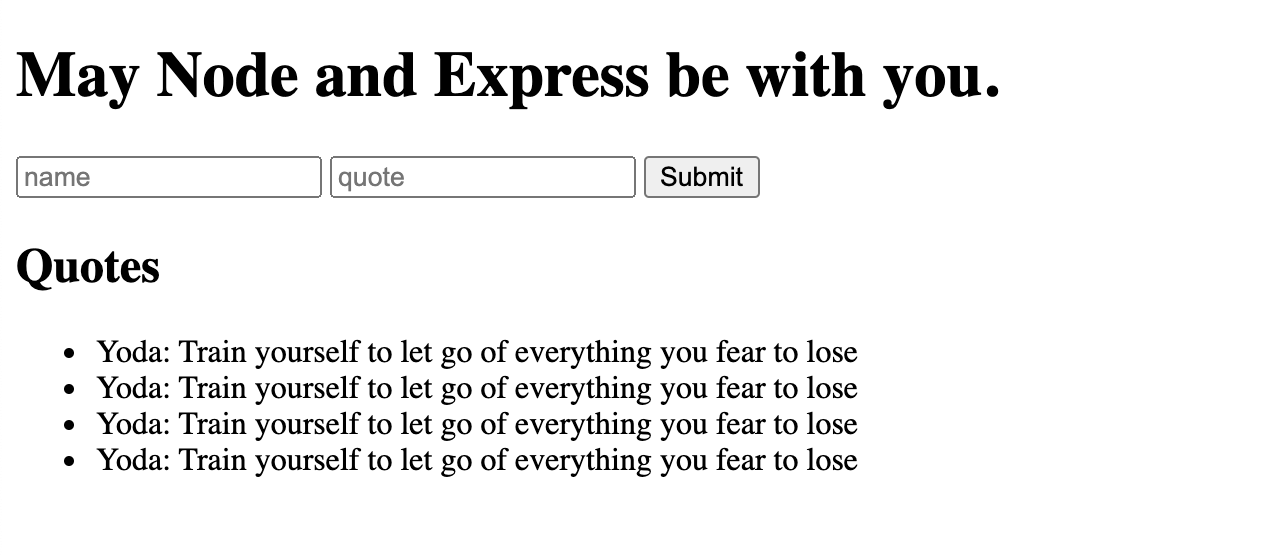 May Node and Express be with you.
name quote Submit
Quotes
Yoda: Train yourself to let go of everything you fear to lose
Yoda: Train yourself to let go of everything you fear to lose
Yoda: Train yourself to let go of everything you fear to lose
Yoda: Train yourself to let go of everything you fear to lose